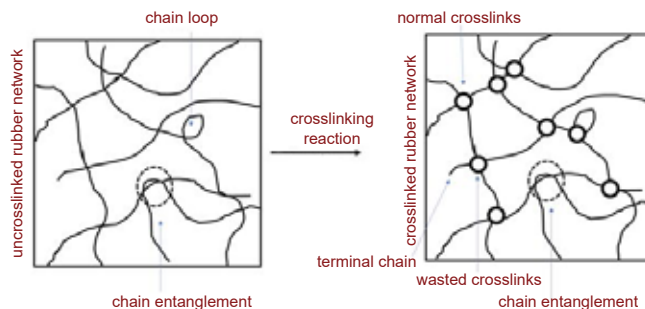 chain loop
uncrosslinked rubber network
chain entanglement
crosslinking
reaction
normal crosslinks
crosslinked rubber network
terminal chain
wasted crosslinks
chain entanglement